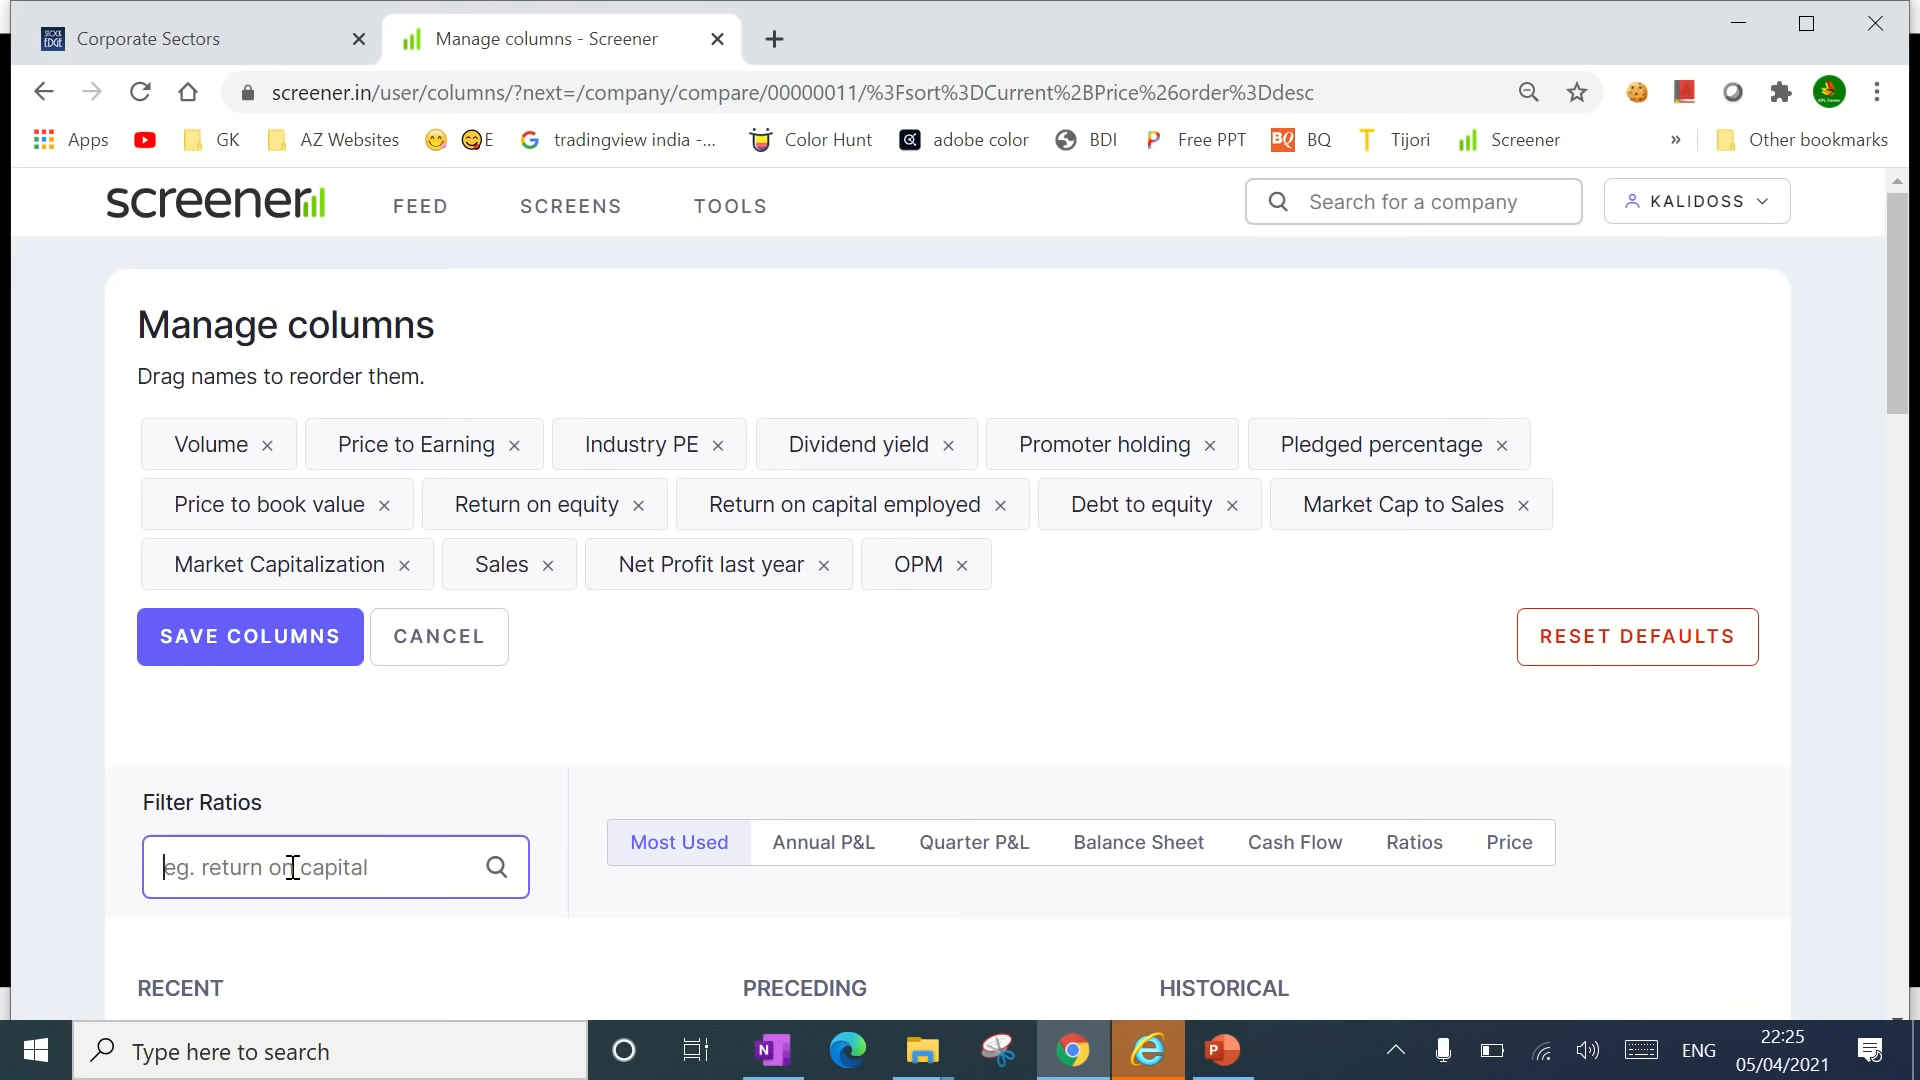 STOCK EDGE Corporate Sectors
Manage columns - Screener
screener.in/user/columns/?next=/company/compare/00000011/%3Fsort%3DCurrent%2BPrice%26order%3Ddesc
Apps GK AZ Websites E tradingview india -... Color Hunt adobe color BDI Free PPT BQ BQ Tijori Screener » Other bookmarks
screener FEED SCREENS TOOLS Search for a company KALIDOSS
Manage columns
Drag names to reorder them.
Volume × Price to Earning × Industry PE × Dividend yield × Promoter holding × Pledged percentage ×
Price to book value × Return on equity × Return on capital employed × Debt to equity × Market Cap to Sales ×
Market Capitalization × Sales × Net Profit last year × OPM ×
SAVE COLUMNS CANCEL RESET DEFAULTS
Filter Ratios
eg. return on capital
Most Used Annual P&L Quarter P&L Balance Sheet Cash Flow Ratios Price
RECENT PRECEDING HISTORICAL
Type here to search
ENG
22:25
05/04/2021